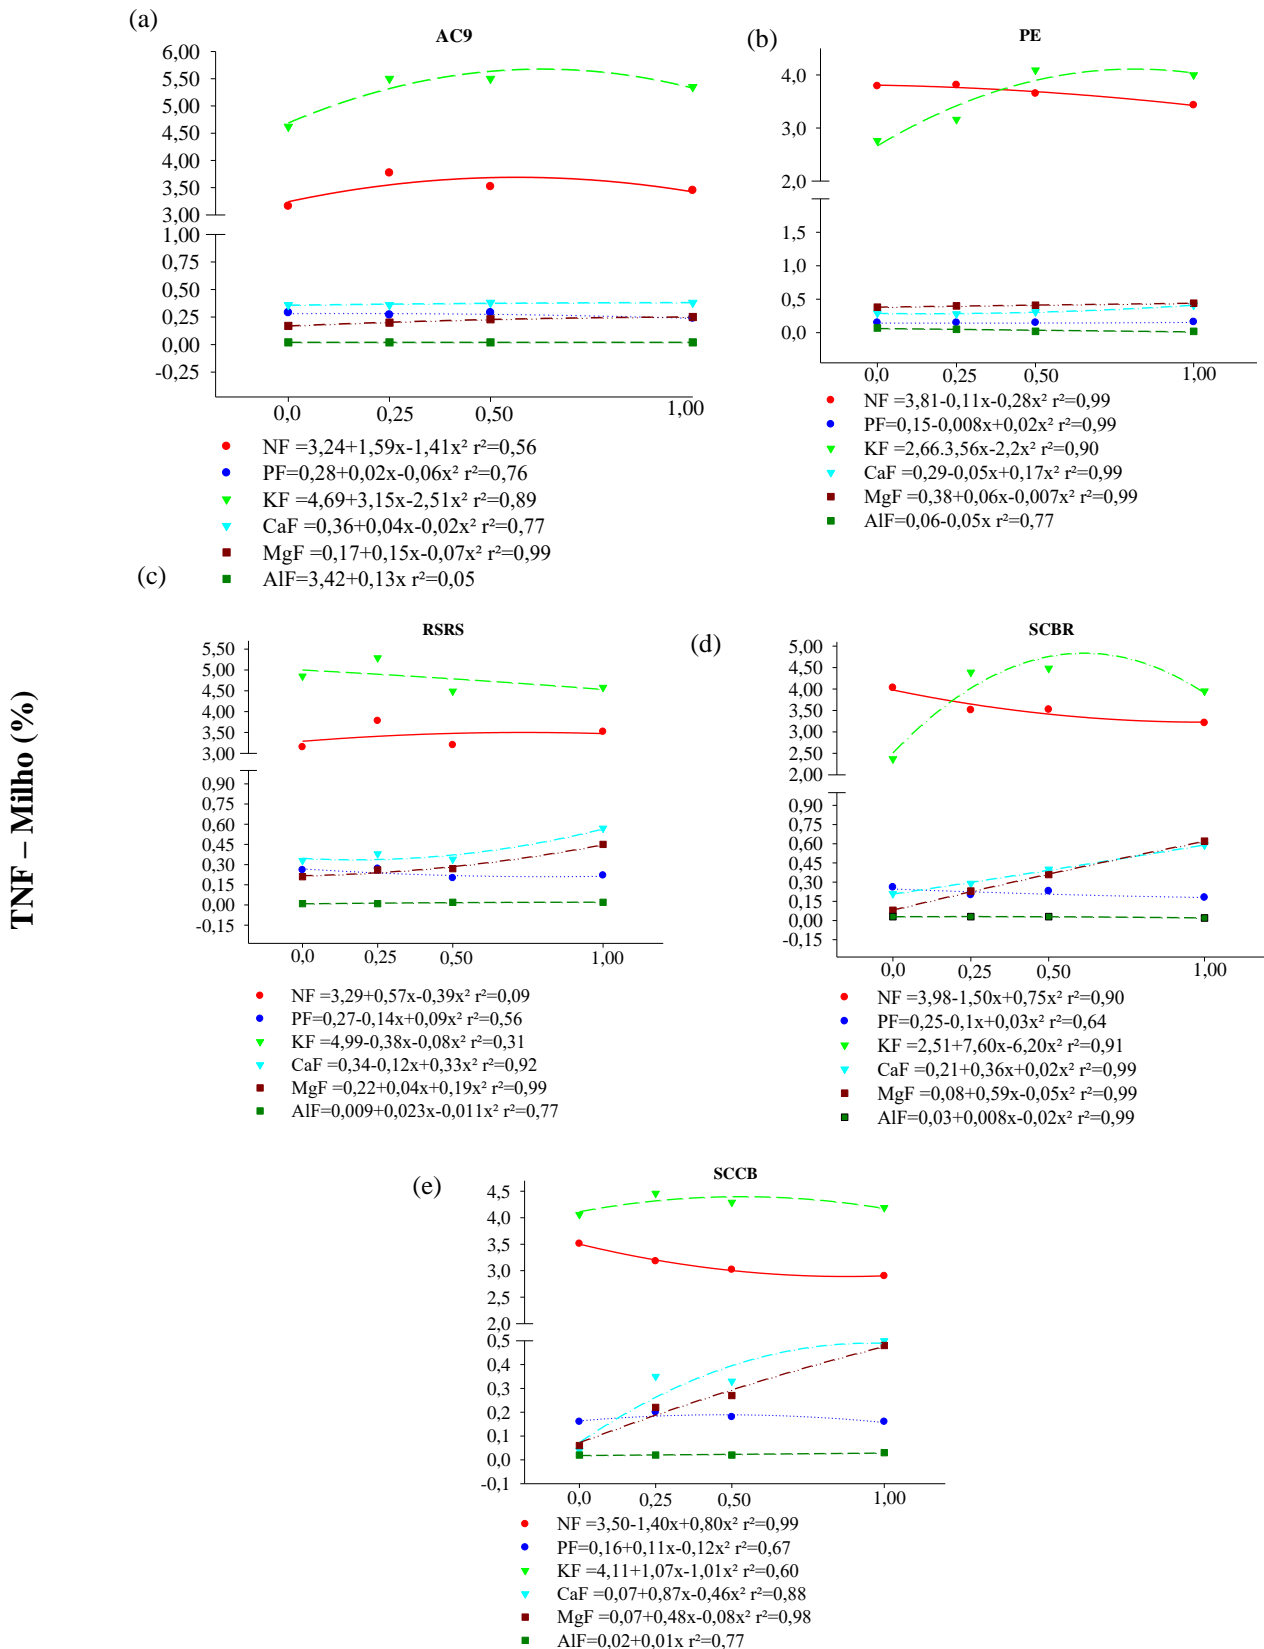 (a)
AC9
6,00
5,50
5,00
4,50
4,00
3,50
3,00
1,00
0,75
0,50
0,25
0,00
-0,25
0,0
0,25
0,50
1,00
NF =3,24+1,59x-1,41x² r²=0,56
PF=0,28+0,02x-0,06x² r²=0,76
KF =4,69+3,15x-2,51x² r²=0,89
CaF =0,36+0,04x-0,02x² r²=0,77
MgF =0,17+0,15x-0,07x² r²=0,99
AlF=3,42+0,13x r²=0,05
(b)
PE
4,0
3,0
2,0
1,5
1,0
0,5
0,0
0,0
0,25
0,50
1,00
NF =3,81-0,11x-0,28x² r²=0,99
PF=0,15-0,008x+0,02x² r²=0,99
KF =2,66.3,56x-2,2x² r²=0,90
CaF =0,29-0,05x+0,17x² r²=0,99
MgF =0,38+0,06x-0,007x² r²=0,99
AlF=0,06-0,05x r²=0,77
TNF – Milho (%)
(c)
RSRS
5,50
5,00
4,50
4,00
3,50
3,00
0,90
0,75
0,60
0,45
0,30
0,15
0,00
-0,15
0,0
0,25
0,50
1,00
NF =3,29+0,57x-0,39x² r²=0,09
PF=0,27-0,14x+0,09x² r²=0,56
KF =4,99-0,38x-0,08x² r²=0,31
CaF =0,34-0,12x+0,33x² r²=0,92
MgF =0,22+0,04x+0,19x² r²=0,99
AlF=0,009+0,023x-0,011x² r²=0,77
(d)
SCBR
5,00
4,50
4,00
3,50
3,00
2,50
2,00
0,90
0,75
0,60
0,45
0,30
0,15
0,00
-0,15
0,0
0,25
0,50
1,00
NF =3,98-1,50x+0,75x² r²=0,90
PF=0,25-0,1x+0,03x² r²=0,64
KF =2,51+7,60x-6,20x² r²=0,91
CaF =0,21+0,36x+0,02x² r²=0,99
MgF =0,08+0,59x-0,05x² r²=0,99
AlF=0,03+0,008x-0,02x² r²=0,99
(e)
SCCB
4,5
4,0
3,5
3,0
2,5
2,0
0,5
0,4
0,3
0,2
0,1
0,0
-0,1
0,0
0,25
0,50
1,00
NF =3,50-1,40x+0,80x² r²=0,99
PF=0,16+0,11x-0,12x² r²=0,67
KF =4,11+1,07x-1,01x² r²=0,60
CaF =0,07+0,87x-0,46x² r²=0,88
MgF =0,07+0,48x-0,08x² r²=0,98
AlF=0,02+0,01x r²=0,77